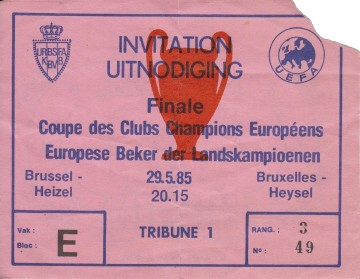 URBSFA
KBVB
INVITATION
UITNODIGING
UEFA
Finale
Coupe des Clubs Champions Européens
Europese Beker der Landskampioenen
Brussel - 29.5.85 Bruxelles -
Heizel 20.15 Heysel
Vak :
Bloc : E
TRIBUNE 1
RANG. : 3
N° : 49